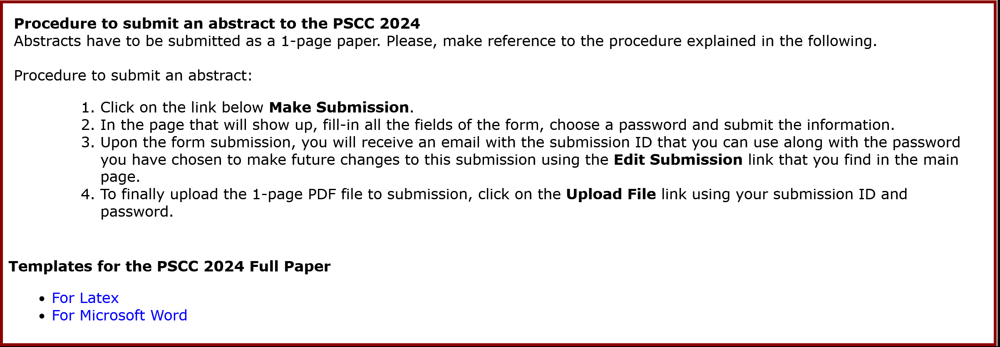 Procedure to submit an abstract to the PSCC 2024
Abstracts have to be submitted as a 1-page paper. Please, make reference to the procedure explained in the following.
Procedure to submit an abstract:
1. Click on the link below Make Submission.
2. In the page that will show up, fill-in all the fields of the form, choose a password and submit the information.
3. Upon the form submission, you will receive an email with the submission ID that you can use along with the password
you have chosen to make future changes to this submission using the Edit Submission link that you find in the main
page.
4. To finally upload the 1-page PDF file to submission, click on the Upload File link using your submission ID and
password.
Templates for the PSCC 2024 Full Paper
• For Latex
• For Microsoft Word